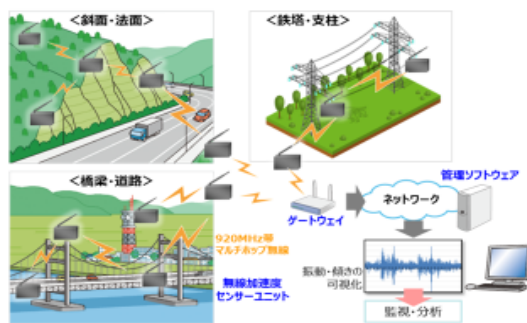 <斜面・法面>
<鉄塔・支柱>
<橋梁・道路>
管理ソフトウェア
ネットワーク
ゲートウェイ
920MHz帯
マルチホップ無線
無線加速度
センサーユニット
振動・傾きの
可視化
監視・分析